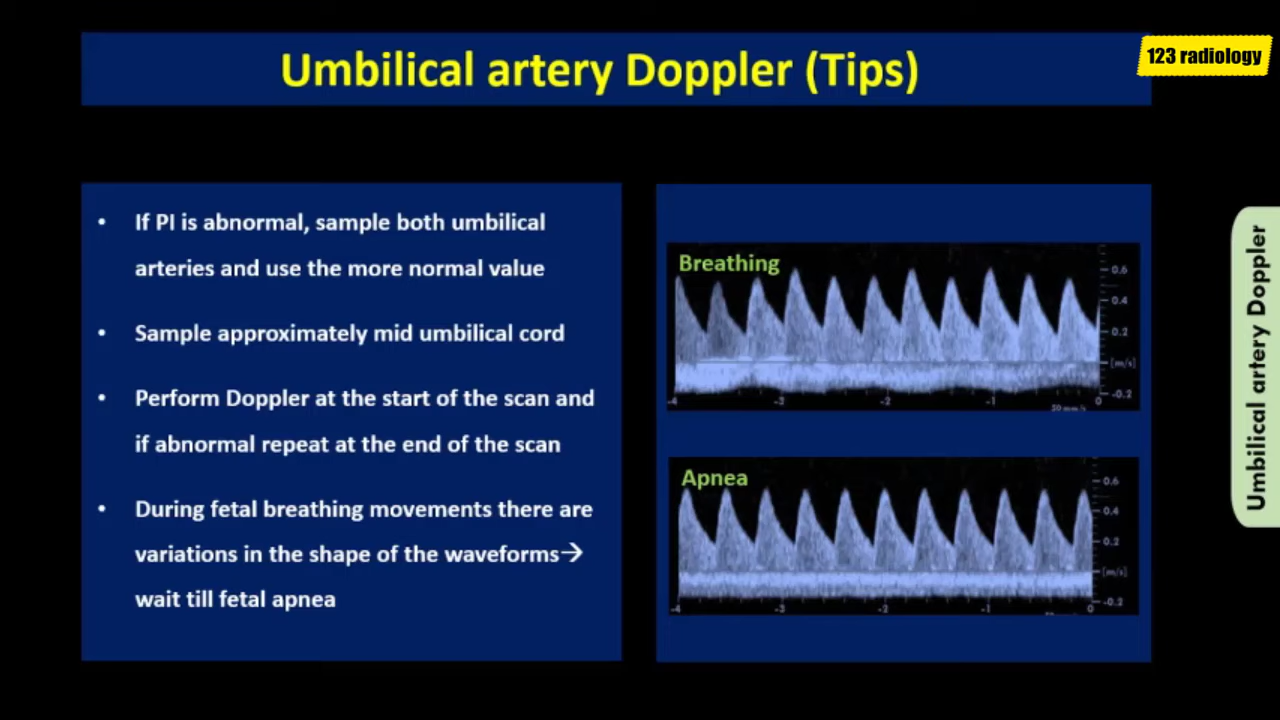 Umbilical artery Doppler (Tips)
123 radiology
• If PI is abnormal, sample both umbilical
arteries and use the more normal value
• Sample approximately mid umbilical cord
• Perform Doppler at the start of the scan and
if abnormal repeat at the end of the scan
• During fetal breathing movements there are
variations in the shape of the waveforms→
wait till fetal apnea
Breathing
0.6
0.4
0.2
[m/s]
-0.2
-4 -3 -2 -1 0
50 mm/s
Apnea
0.6
0.4
0.2
[m/s]
-0.2
-4 -3 -2 -1 0
Umbilical artery Doppler